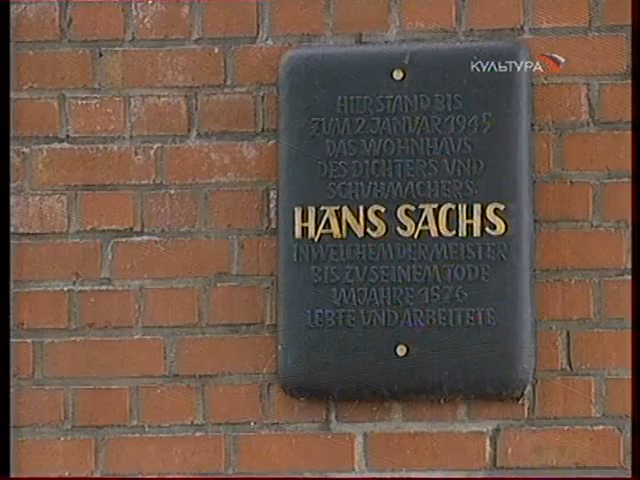 КУЛЬТУРА
HIER STAND BIS
ZUM 2. JANUAR 1945
DAS WOHNHAUS
DES DICHTERS UND
SCHUHMACHERS
HANS SACHS
IN WELCHEM DER MEISTER
BIS ZU SEINEM TODE
IM JAHRE 1576
LEBTE UND ARBEITETE